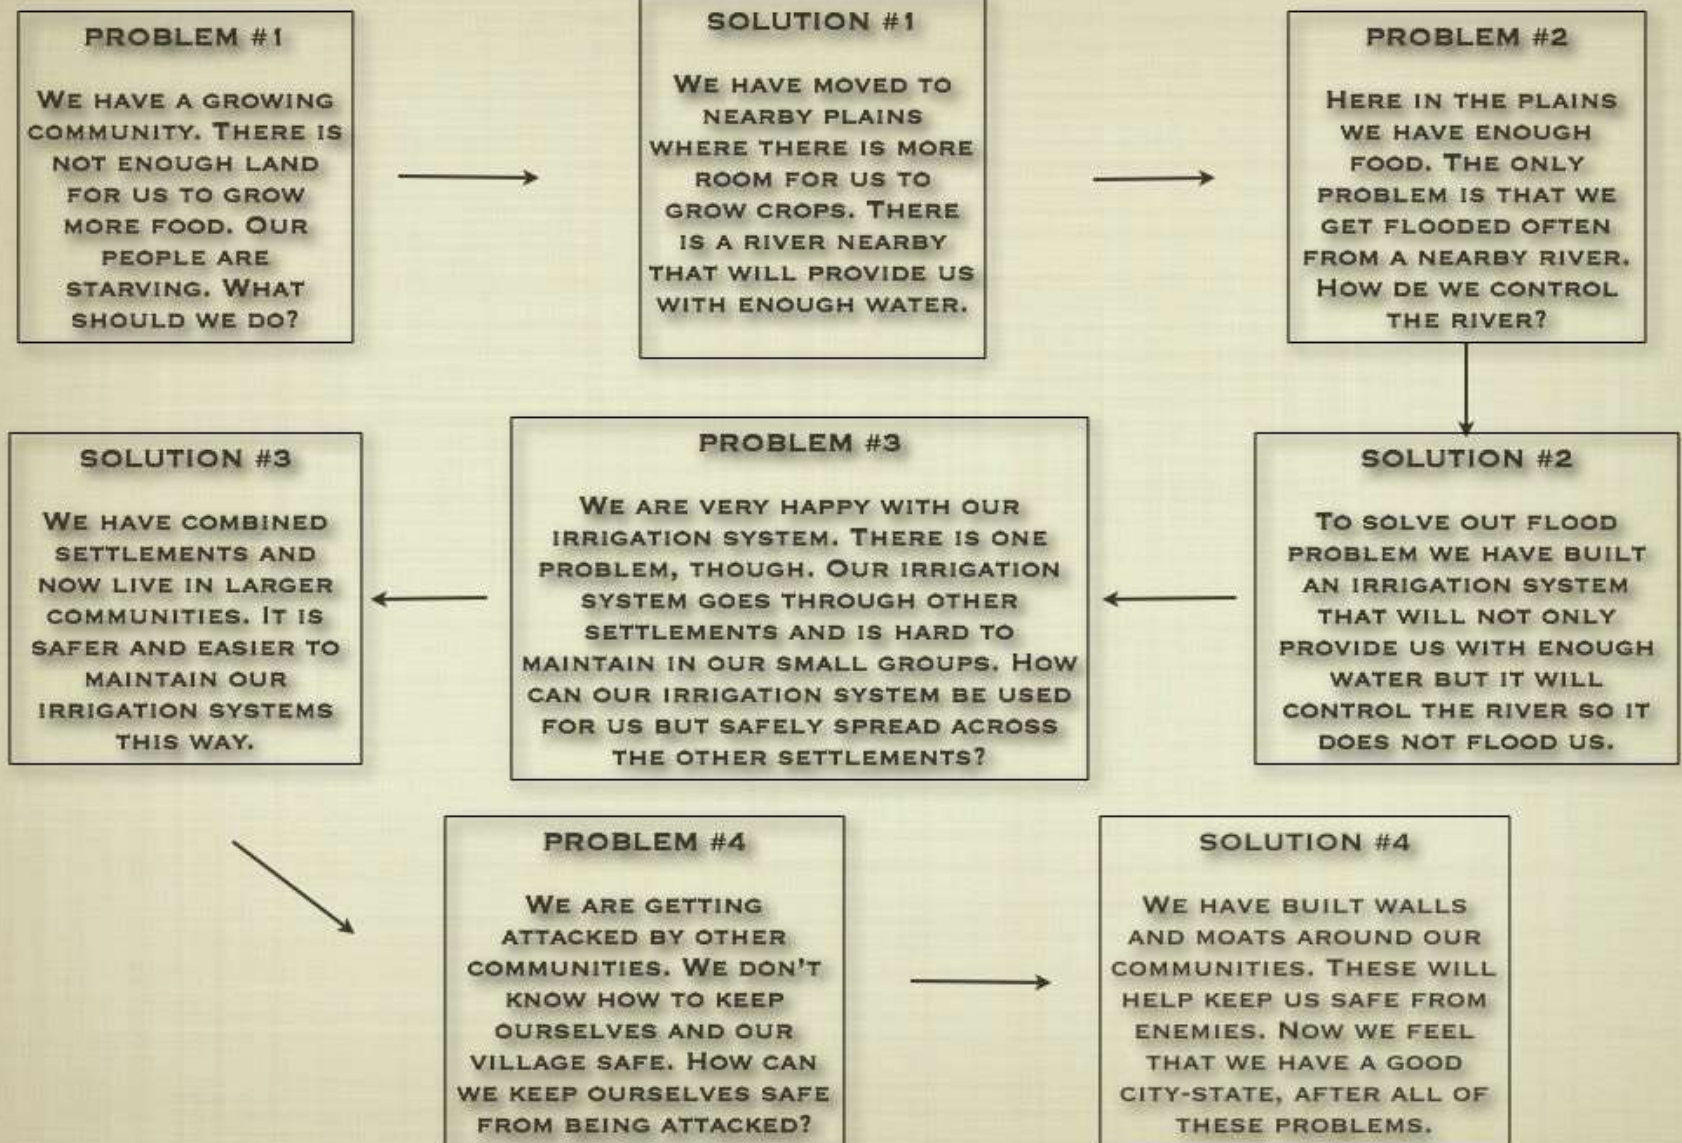 PROBLEM #1
WE HAVE A GROWING
COMMUNITY. THERE IS
NOT ENOUGH LAND
FOR US TO GROW
MORE FOOD. OUR
PEOPLE ARE
STARVING. WHAT
SHOULD WE DO?
SOLUTION #1
WE HAVE MOVED TO
NEARBY PLAINS
WHERE THERE IS MORE
ROOM FOR US TO
GROW CROPS. THERE
IS A RIVER NEARBY
THAT WILL PROVIDE US
WITH ENOUGH WATER.
PROBLEM #2
HERE IN THE PLAINS
WE HAVE ENOUGH
FOOD. THE ONLY
PROBLEM IS THAT WE
GET FLOODED OFTEN
FROM A NEARBY RIVER.
HOW DE WE CONTROL
THE RIVER?
SOLUTION #2
TO SOLVE OUT FLOOD
PROBLEM WE HAVE BUILT
AN IRRIGATION SYSTEM
THAT WILL NOT ONLY
PROVIDE US WITH ENOUGH
WATER BUT IT WILL
CONTROL THE RIVER SO IT
DOES NOT FLOOD US.
PROBLEM #3
WE ARE VERY HAPPY WITH OUR
IRRIGATION SYSTEM. THERE IS ONE
PROBLEM, THOUGH. OUR IRRIGATION
SYSTEM GOES THROUGH OTHER
SETTLEMENTS AND IS HARD TO
MAINTAIN IN OUR SMALL GROUPS. HOW
CAN OUR IRRIGATION SYSTEM BE USED
FOR US BUT SAFELY SPREAD ACROSS
THE OTHER SETTLEMENTS?
SOLUTION #3
WE HAVE COMBINED
SETTLEMENTS AND
NOW LIVE IN LARGER
COMMUNITIES. IT IS
SAFER AND EASIER TO
MAINTAIN OUR
IRRIGATION SYSTEMS
THIS WAY.
PROBLEM #4
WE ARE GETTING
ATTACKED BY OTHER
COMMUNITIES. WE DON'T
KNOW HOW TO KEEP
OURSELVES AND OUR
VILLAGE SAFE. HOW CAN
WE KEEP OURSELVES SAFE
FROM BEING ATTACKED?
SOLUTION #4
WE HAVE BUILT WALLS
AND MOATS AROUND OUR
COMMUNITIES. THESE WILL
HELP KEEP US SAFE FROM
ENEMIES. NOW WE FEEL
THAT WE HAVE A GOOD
CITY-STATE, AFTER ALL OF
THESE PROBLEMS.